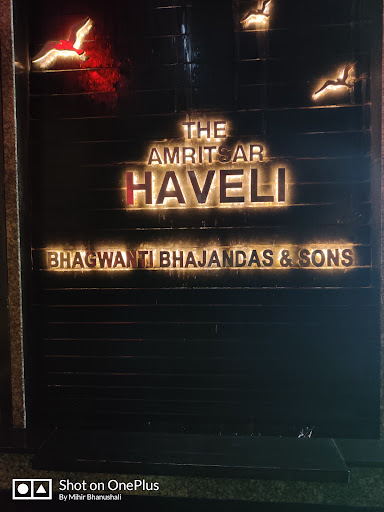 THE
AMRITSAR
HAVELI
BHAGWANTI BHAJANDAS & SONS
Shot on OnePlus
By Mihir Bhanushali